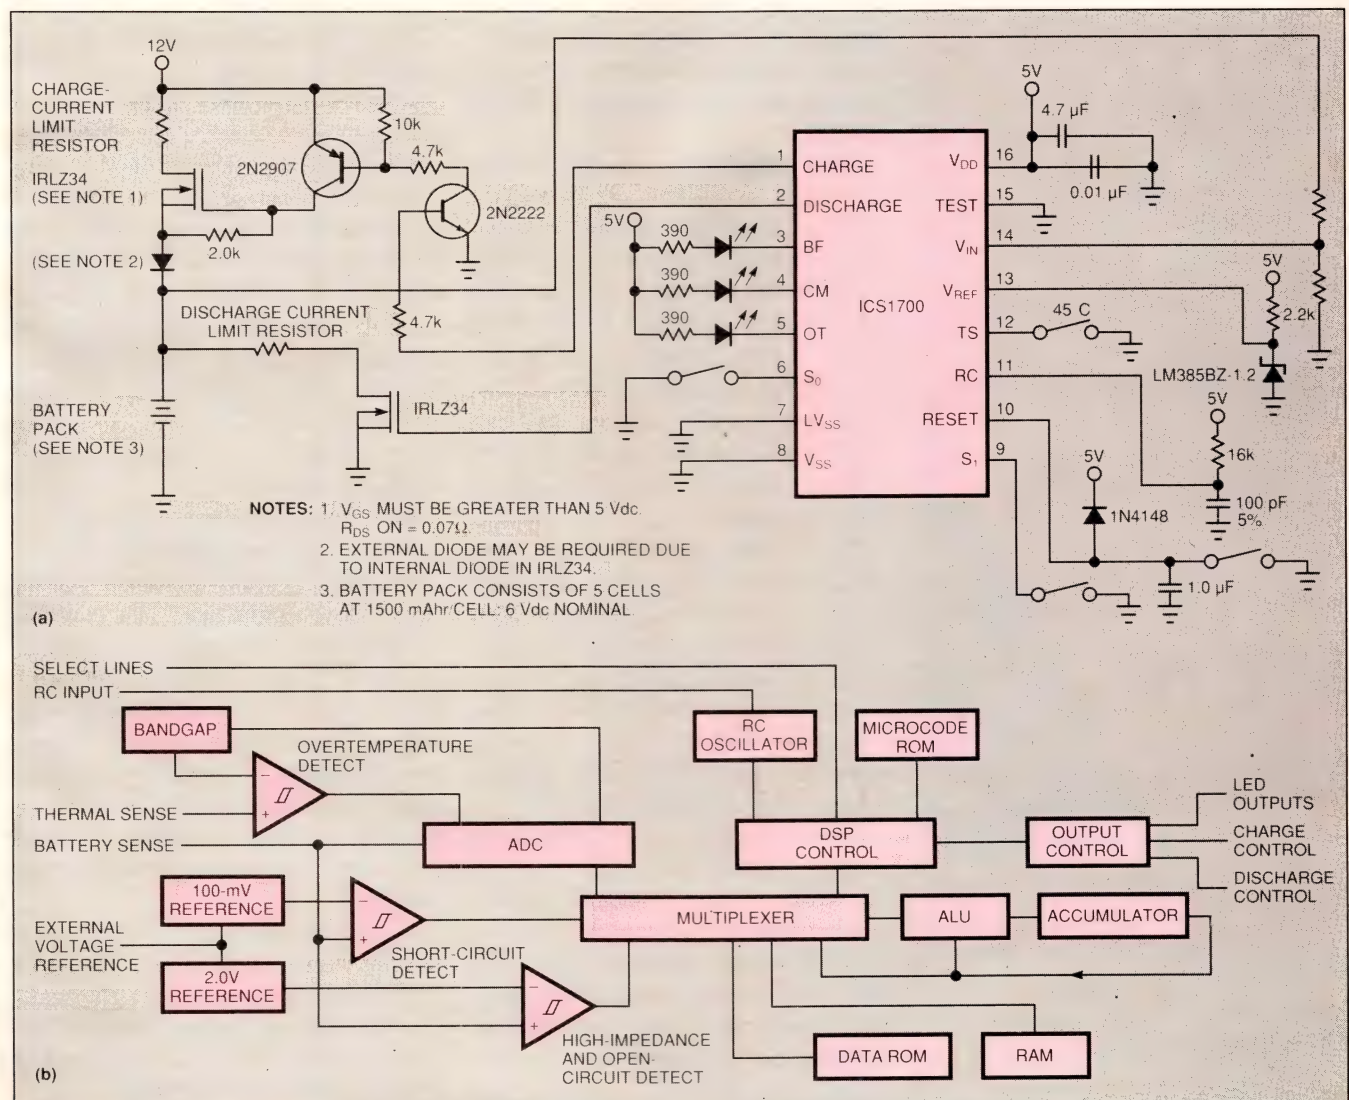 12V
CHARGE-
CURRENT
LIMIT
RESISTOR
10k
4.7k
2N2907
IRLZ34
(SEE NOTE 1)
2N2222
2.0k
(SEE NOTE 2)
DISCHARGE CURRENT
LIMIT RESISTOR
4.7k
BATTERY
PACK
(SEE NOTE 3)
IRLZ34
5V
390
390
390
1
2
3
4
5
6
7
8
CHARGE
DISCHARGE
BF
CM
OT
S0
LVSS
VSS
ICS1700
VDD
TEST
VIN
VREF
TS
RC
RESET
S1
16
15
14
13
12
11
10
9
5V
4.7 µF
0.01 µF
45 C
5V
2.2k
LM385BZ-1.2
5V
16k
100 pF
5%
5V
1N4148
1.0 µF
NOTES: 1. VGS MUST BE GREATER THAN 5 Vdc.
RDS ON = 0.07Ω.
2. EXTERNAL DIODE MAY BE REQUIRED DUE
TO INTERNAL DIODE IN IRLZ34.
3. BATTERY PACK CONSISTS OF 5 CELLS
AT 1500 mAhr/CELL: 6 Vdc NOMINAL.
(a)
SELECT LINES
RC INPUT
BANDGAP
OVERTEMPERATURE
DETECT
RC
OSCILLATOR
MICROCODE
ROM
THERMAL SENSE
BATTERY SENSE
ADC
DSP
CONTROL
OUTPUT
CONTROL
LED
OUTPUTS
CHARGE
CONTROL
DISCHARGE
CONTROL
100-mV
REFERENCE
EXTERNAL
VOLTAGE
REFERENCE
2.0V
REFERENCE
SHORT-CIRCUIT
DETECT
MULTIPLEXER
ALU
ACCUMULATOR
HIGH-IMPEDANCE
AND OPEN-
CIRCUIT DETECT
DATA ROM
RAM
(b)